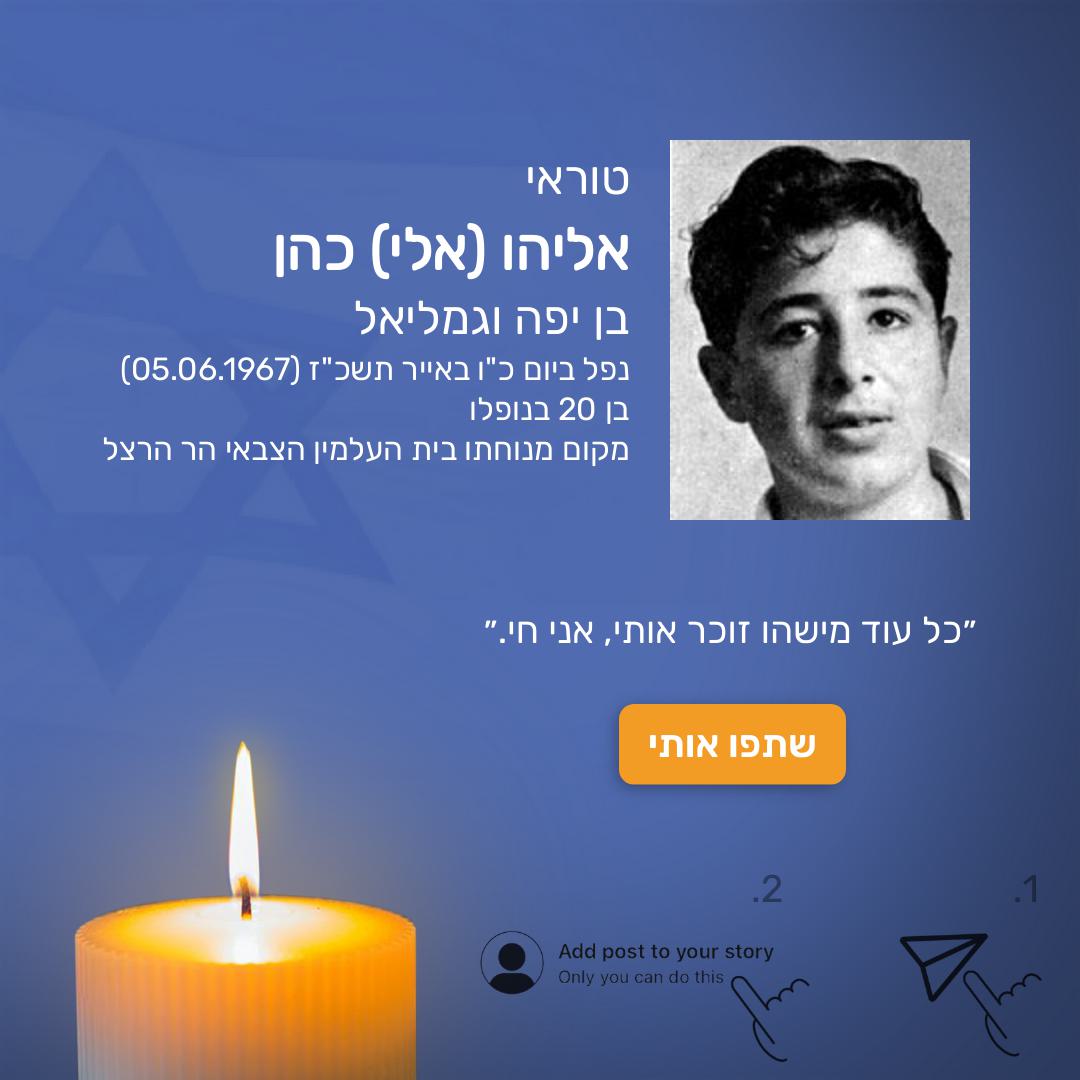 טוראי
אליהו (אלי) כהן
בן יפה וגמליאל
נפל ביום כ"ו באייר תשכ"ז (05.06.1967)
בן 20 בנופלו
מקום מנוחתו בית העלמין הצבאי הר הרצל
״כל עוד מישהו זוכר אותי, אני חי.״
שתפו אותי
1.
2.
Add post to your story
Only you can do this